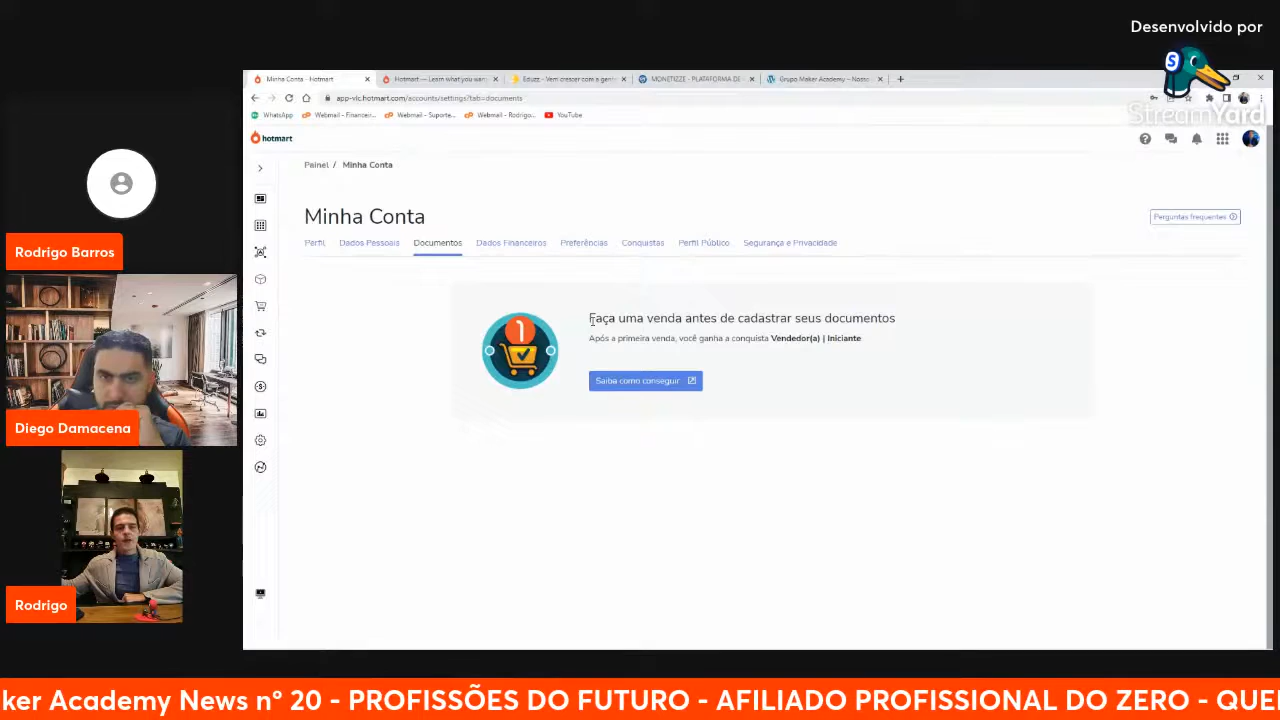 Desenvolvido por
StreamYard
Minha Conta - Hotmart
Hotmart — Learn what you wan
Eduzz - Vem crescer com a gent
MONETIZZE - PLATAFORMA DE
Grupo Maker Academy – Noss
app-vlc.hotmart.com/accounts/settings?tab=documents
WhatsApp
Webmail - Financeir...
Webmail - Suporte...
Webmail - Rodrigo...
YouTube
hotmart
Painel / Minha Conta
Minha Conta
Perguntas frequentes
Perfil
Dados Pessoais
Documentos
Dados Financeiros
Preferências
Conquistas
Perfil Público
Segurança e Privacidade
1
Faça uma venda antes de cadastrar seus documentos
Após a primeira venda, você ganha a conquista Vendedor(a) | Iniciante
Saiba como conseguir
Rodrigo Barros
Diego Damacena
Rodrigo
ker Academy News nº 20 - PROFISSÕES DO FUTURO - AFILIADO PROFISSIONAL DO ZERO - QUE